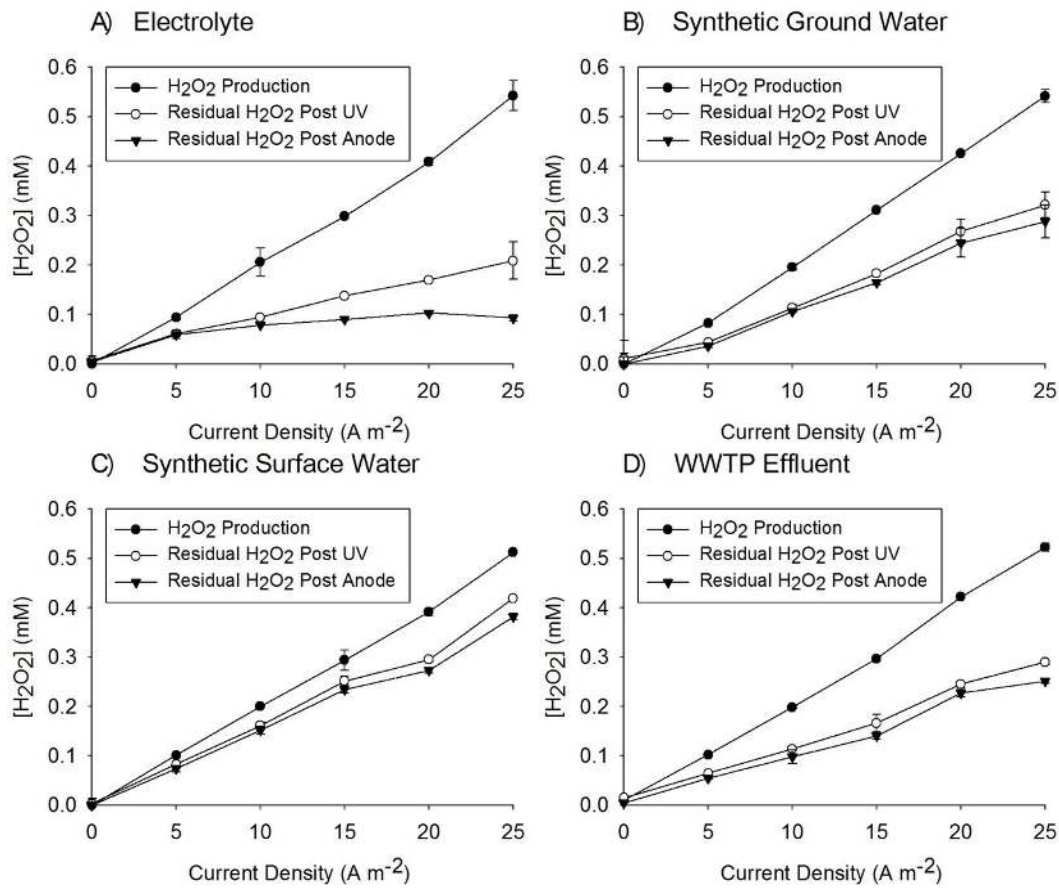 A) Electrolyte
0.6
0.5
0.4
0.3
0.2
0.1
0.0
[H2O2] (mM)
H2O2 Production
Residual H2O2 Post UV
Residual H2O2 Post Anode
0 5 10 15 20 25
Current Density (A m-2)
B) Synthetic Ground Water
0.6
0.5
0.4
0.3
0.2
0.1
0.0
[H2O2] (mM)
H2O2 Production
Residual H2O2 Post UV
Residual H2O2 Post Anode
0 5 10 15 20 25
Current Density (A m-2)
C) Synthetic Surface Water
0.6
0.5
0.4
0.3
0.2
0.1
0.0
[H2O2] (mM)
H2O2 Production
Residual H2O2 Post UV
Residual H2O2 Post Anode
0 5 10 15 20 25
Current Density (A m-2)
D) WWTP Effluent
0.6
0.5
0.4
0.3
0.2
0.1
0.0
[H2O2] (mM)
H2O2 Production
Residual H2O2 Post UV
Residual H2O2 Post Anode
0 5 10 15 20 25
Current Density (A m-2)